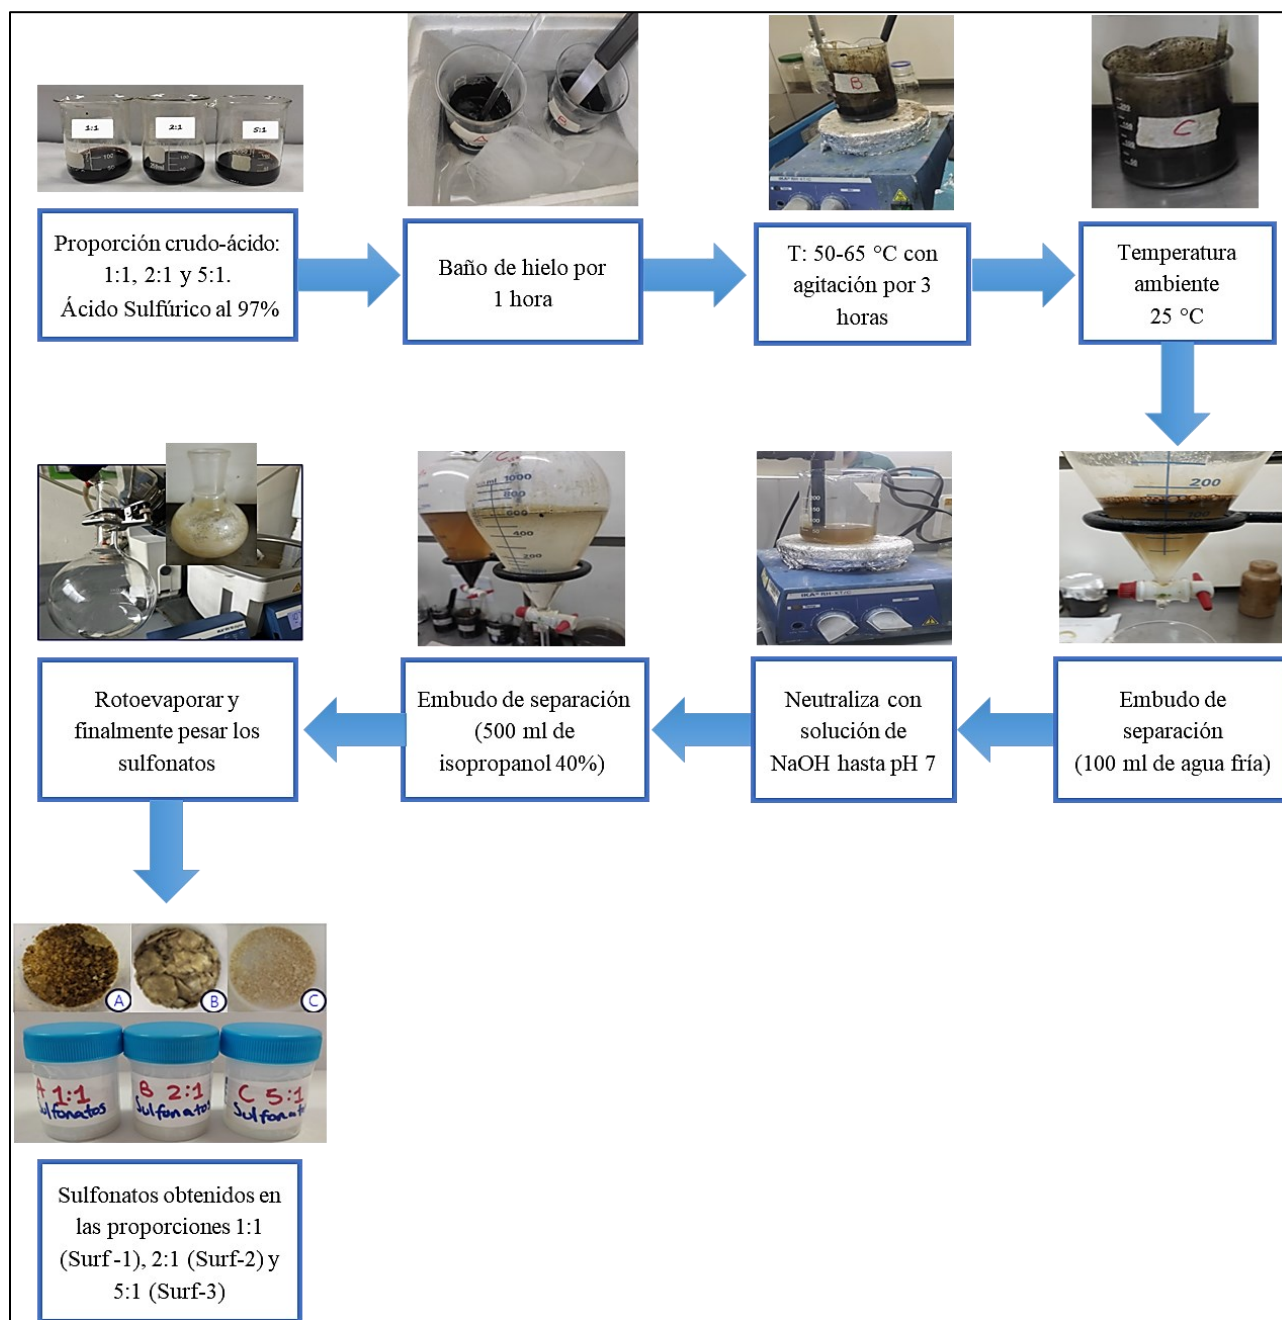 1:1
2:1
5:1
100
50
Proporción crudo-ácido:
1:1, 2:1 y 5:1.
Ácido Sulfúrico al 97%
A
B
Baño de hielo por
1 hora
B
T: 50-65 °C con
agitación por 3
horas
C
Temperatura
ambiente
25 °C
200
100
Embudo de
separación
(100 ml de agua fría)
Neutraliza con
solución de
NaOH hasta pH 7
1000
800
600
400
200
Embudo de separación
(500 ml de
isopropanol 40%)
Rotoevaporar y
finalmente pesar los
sulfonatos
A
B
C
A 1:1
Sulfonatos
B 2:1
Sulfonatos
C 5:1
Sulfonatos
Sulfonatos obtenidos en
las proporciones 1:1
(Surf-1), 2:1 (Surf-2) y
5:1 (Surf-3)